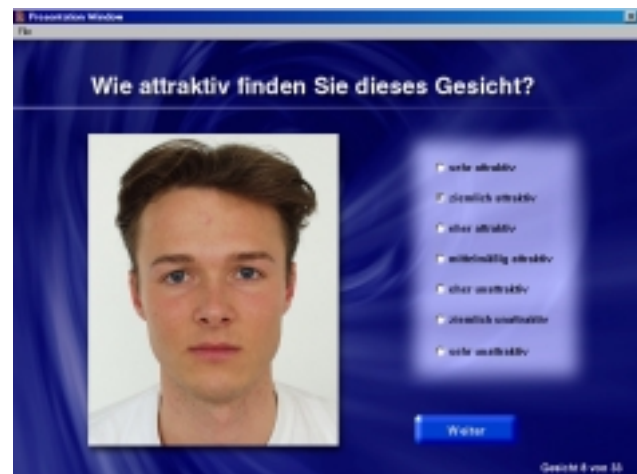 Presentation Window
File
Wie attraktiv finden Sie dieses Gesicht?
sehr attraktiv
ziemlich attraktiv
eher attraktiv
mittelmäßig attraktiv
eher unattraktiv
ziemlich unattraktiv
sehr unattraktiv
Weiter
Gesicht 8 von 33